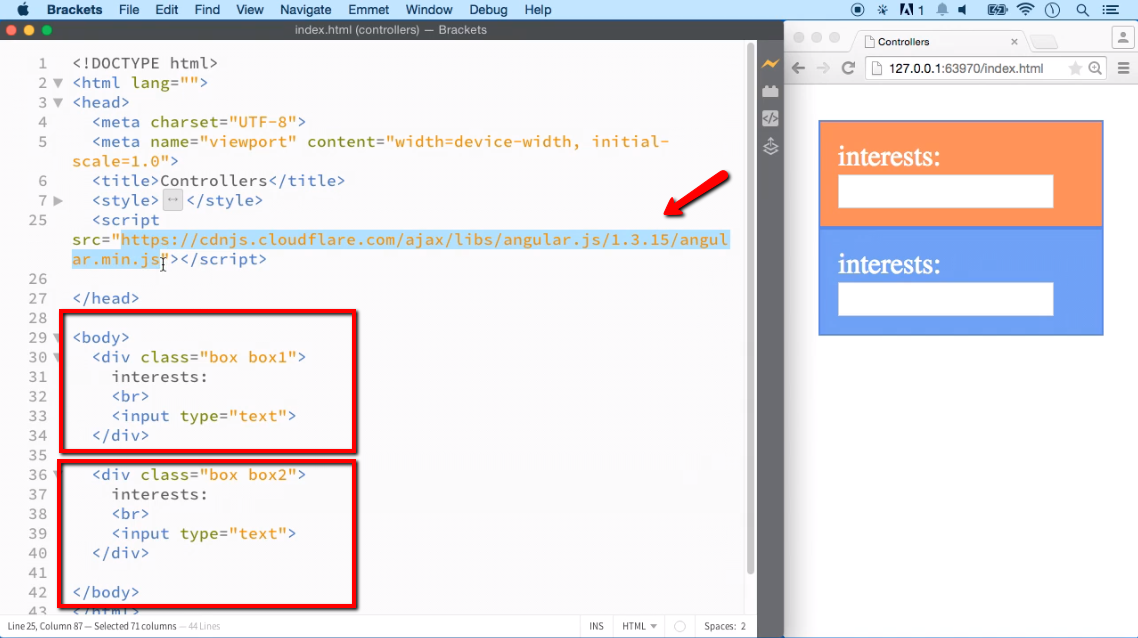 Brackets File Edit Find View Navigate Emmet Window Debug Help 1
index.html (controllers) — Brackets
1 <!DOCTYPE html>
2 <html lang="">
3 <head>
4 <meta charset="UTF-8">
5 <meta name="viewport" content="width=device-width, initial-
scale=1.0">
6 <title>Controllers</title>
7 <style> </style>
25 <script
src="https://cdnjs.cloudflare.com/ajax/libs/angular.js/1.3.15/angul
ar.min.js"></script>
26
27 </head>
28
29 <body>
30 <div class="box box1">
31 interests:
32 <br>
33 <input type="text">
34 </div>
35
36 <div class="box box2">
37 interests:
38 <br>
39 <input type="text">
40 </div>
41
42 </body>
43 </html>
Line 25, Column 87 — Selected 71 columns — 44 Lines
INS HTML Spaces: 2
Controllers
127.0.0.1:63970/index.html
interests:
interests: